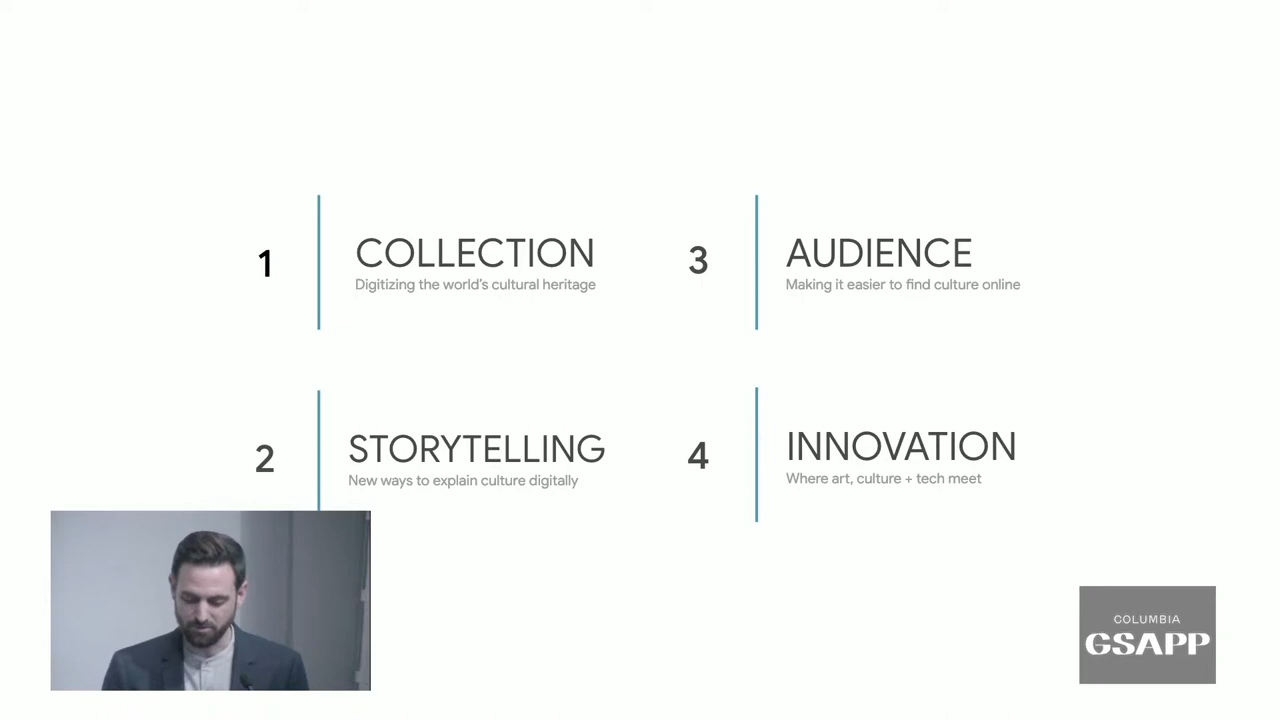 1
COLLECTION
Digitizing the world's cultural heritage
2
STORYTELLING
New ways to explain culture digitally
3
AUDIENCE
Making it easier to find culture online
4
INNOVATION
Where art, culture + tech meet
COLUMBIA
GSAPP